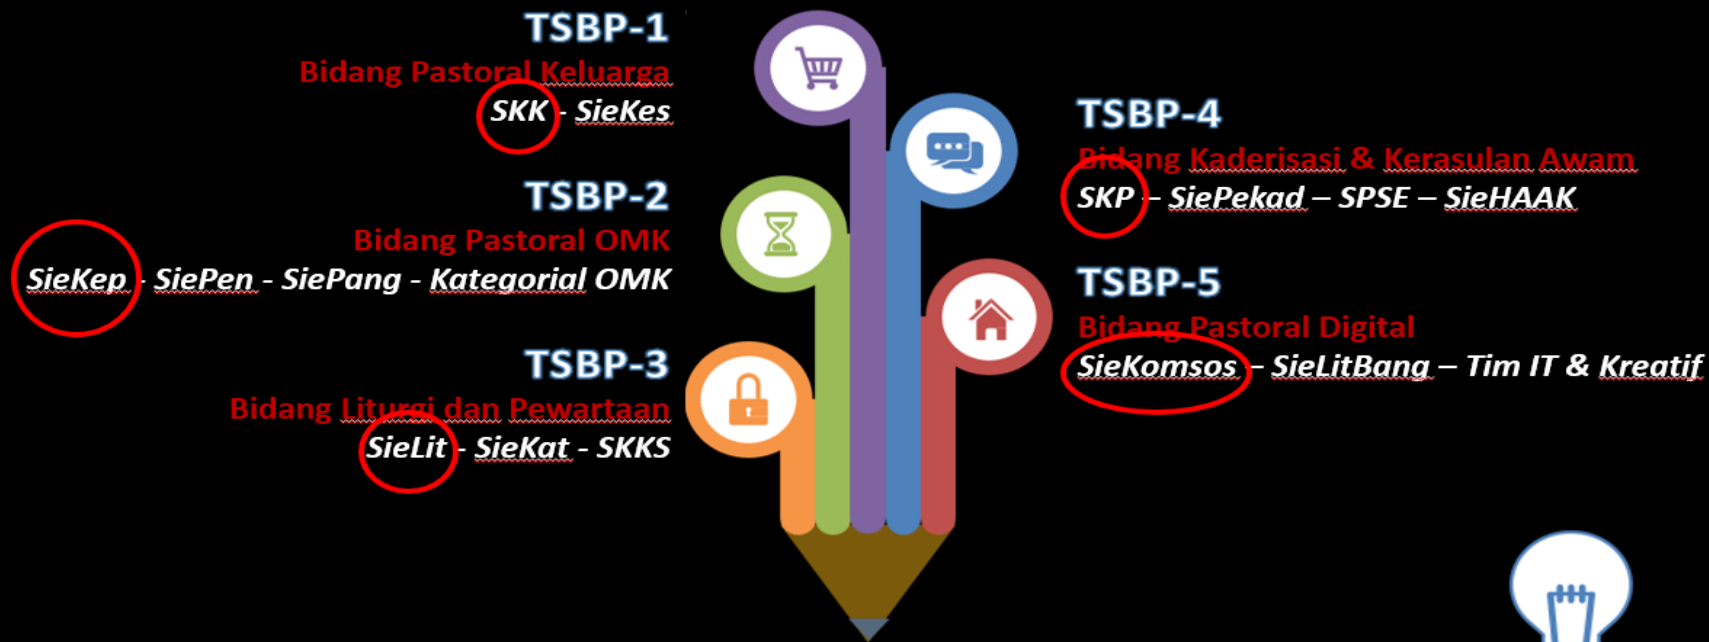 TSBP-1
Bidang Pastoral Keluarga
SKK - SieKes
TSBP-2
Bidang Pastoral OMK
SieKep - SiePen - SiePang - Kategorial OMK
TSBP-3
Bidang Liturgi dan Pewartaan
SieLit - SieKat - SKKS
TSBP-4
Bidang Kaderisasi & Kerasulan Awam
SKP – SiePekad – SPSE – SieHAAK
TSBP-5
Bidang Pastoral Digital
SieKomsos – SieLitBang – Tim IT & Kreatif